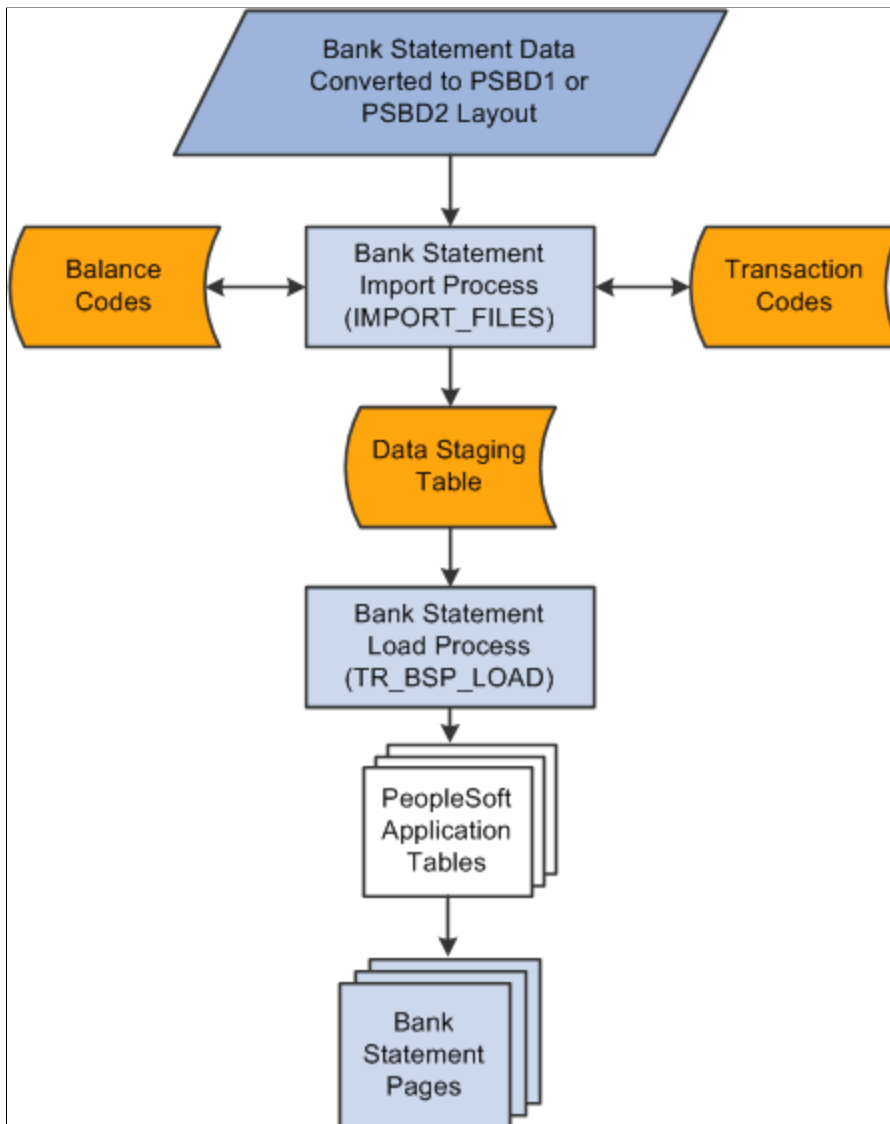 Bank Statement Data
Converted to PSBD1 or
PSBD2 Layout
Balance
Codes
Bank Statement
Import Process
(IMPORT_FILES)
Transaction
Codes
Data Staging
Table
Bank Statement
Load Process
(TR_BSP_LOAD)
PeopleSoft
Application
Tables
Bank
Statement
Pages